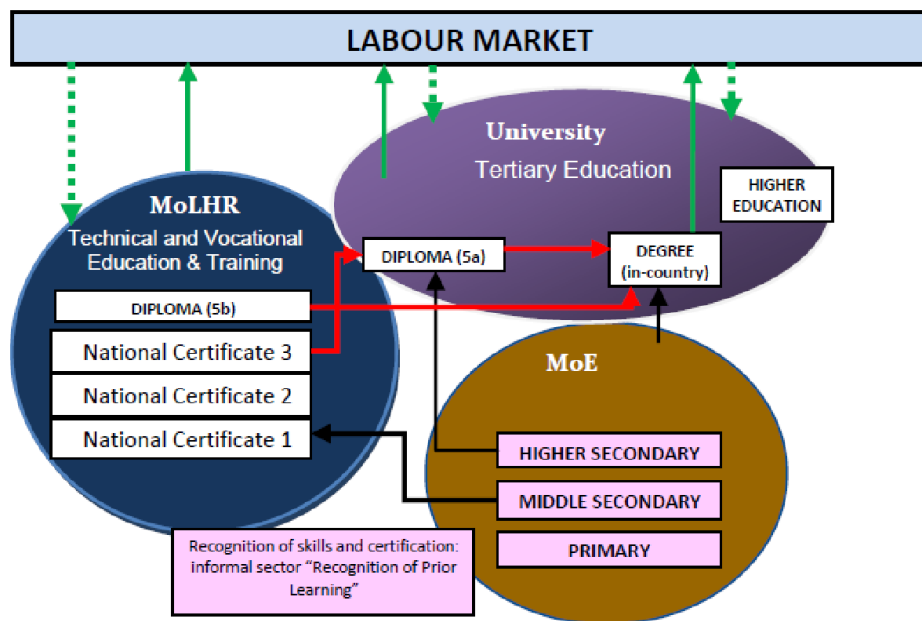 LABOUR MARKET
University
Tertiary Education
HIGHER
EDUCATION
MoLHR
Technical and Vocational
Education & Training
DIPLOMA (5a)
DEGREE
(in-country)
DIPLOMA (5b)
National Certificate 3
National Certificate 2
National Certificate 1
MoE
HIGHER SECONDARY
MIDDLE SECONDARY
PRIMARY
Recognition of skills and certification:
informal sector “Recognition of Prior
Learning”